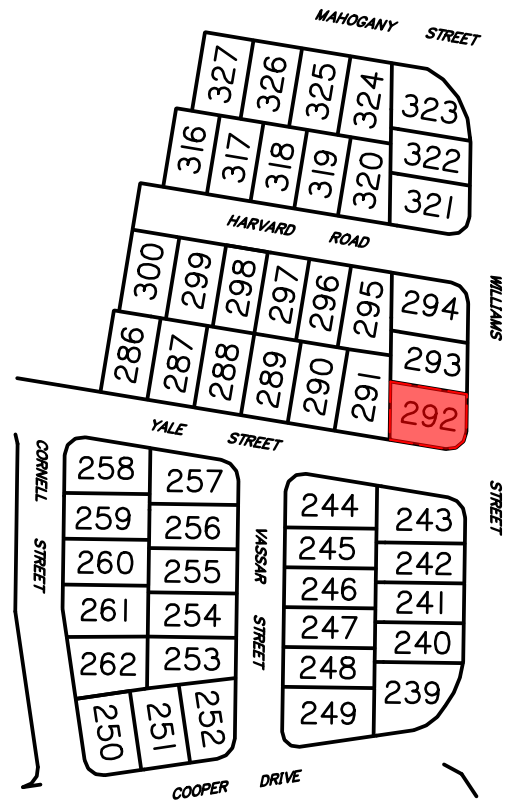 MAHOGANY STREET
327 326 325 324 323
322
316 317 318 319 320 321
HARVARD ROAD
300 299 298 297 296 295 294
293
286 287 288 289 290 291 292
WILLIAMS STREET
YALE STREET
CORNELL STREET
258 257
259 256
260 255
261 254
262 253
250 251 252
VASSAR STREET
244 243
245 242
246 241
247 240
248 239
249
COOPER DRIVE